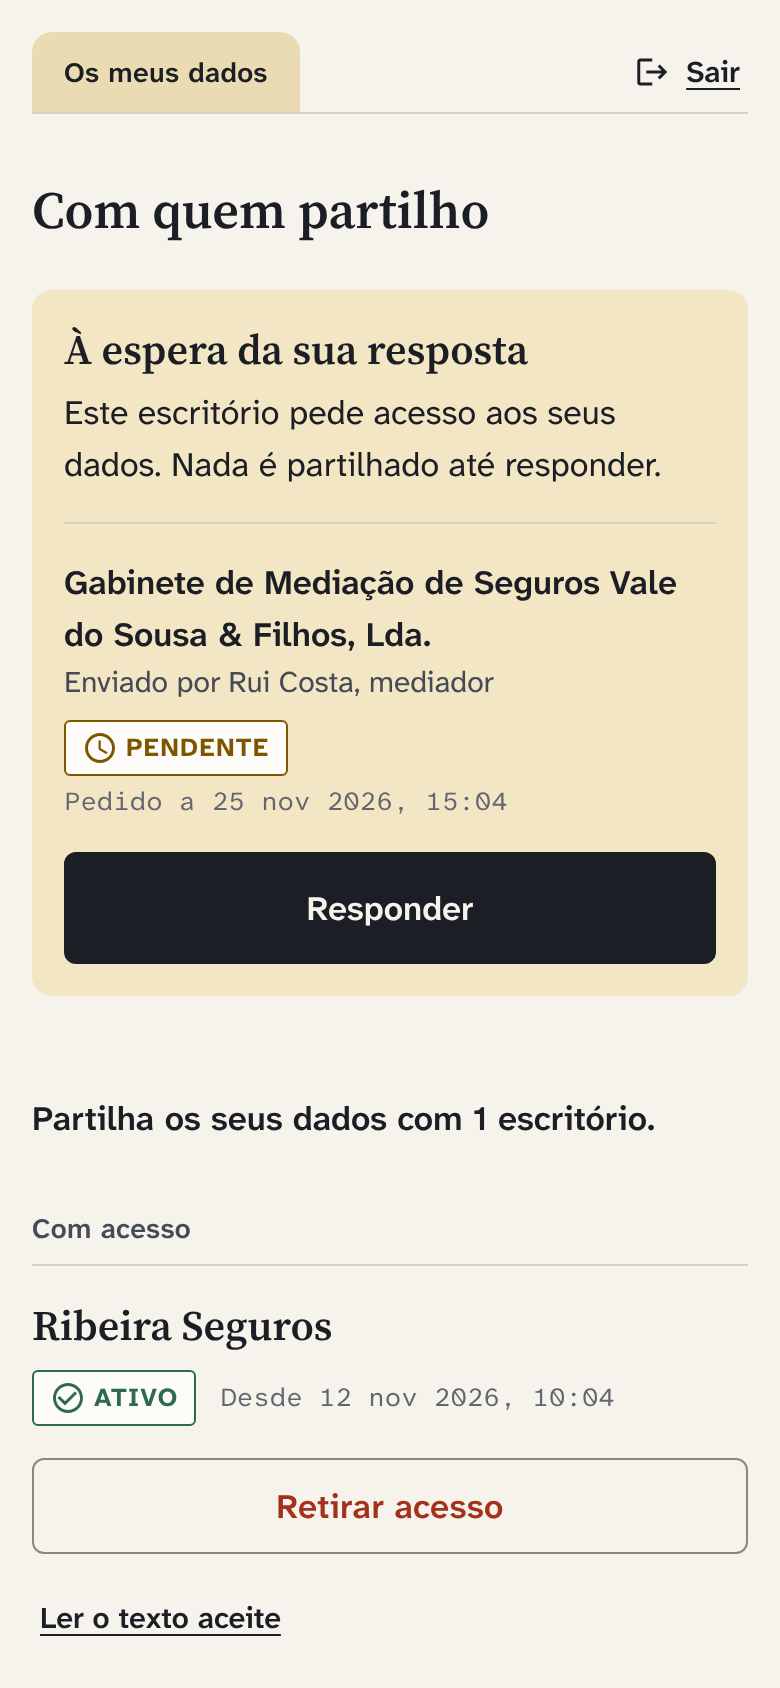 Os meus dados
Sair
Com quem partilho
À espera da sua resposta
Este escritório pede acesso aos seus
dados. Nada é partilhado até responder.
Gabinete de Mediação de Seguros Vale
do Sousa & Filhos, Lda.
Enviado por Rui Costa, mediador
PENDENTE
Pedido a 25 nov 2026, 15:04
Responder
Partilha os seus dados com 1 escritório.
Com acesso
Ribeira Seguros
ATIVO
Desde 12 nov 2026, 10:04
Retirar acesso
Ler o texto aceite